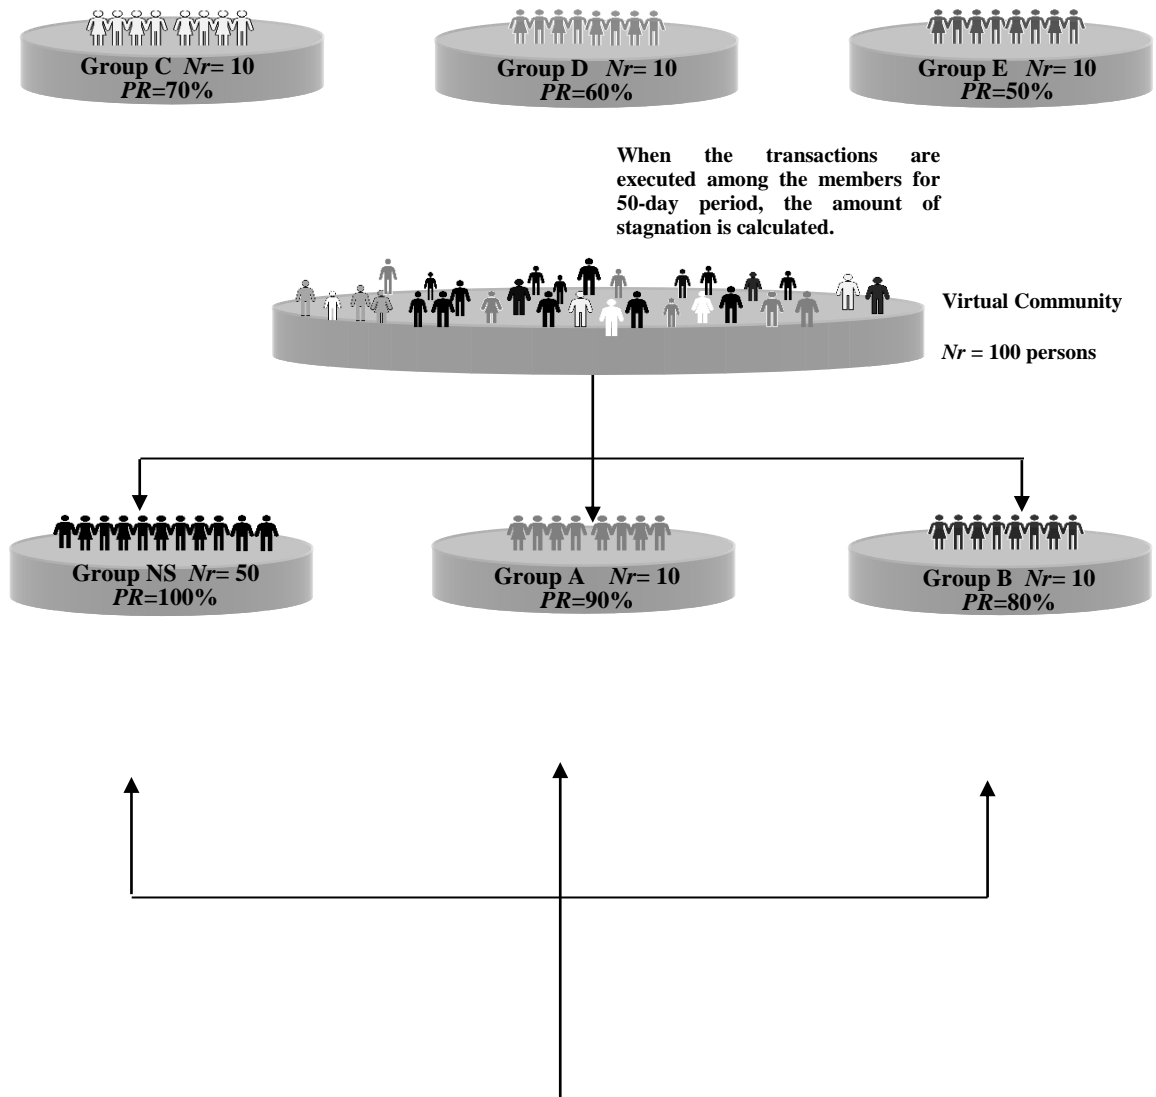 Group C Nr= 10
PR=70%
Group D Nr= 10
PR=60%
Group E Nr= 10
PR=50%
When the transactions are
executed among the members for
50-day period, the amount of
stagnation is calculated.
Virtual Community
Nr = 100 persons
Group NS Nr= 50
PR=100%
Group A Nr= 10
PR=90%
Group B Nr= 10
PR=80%